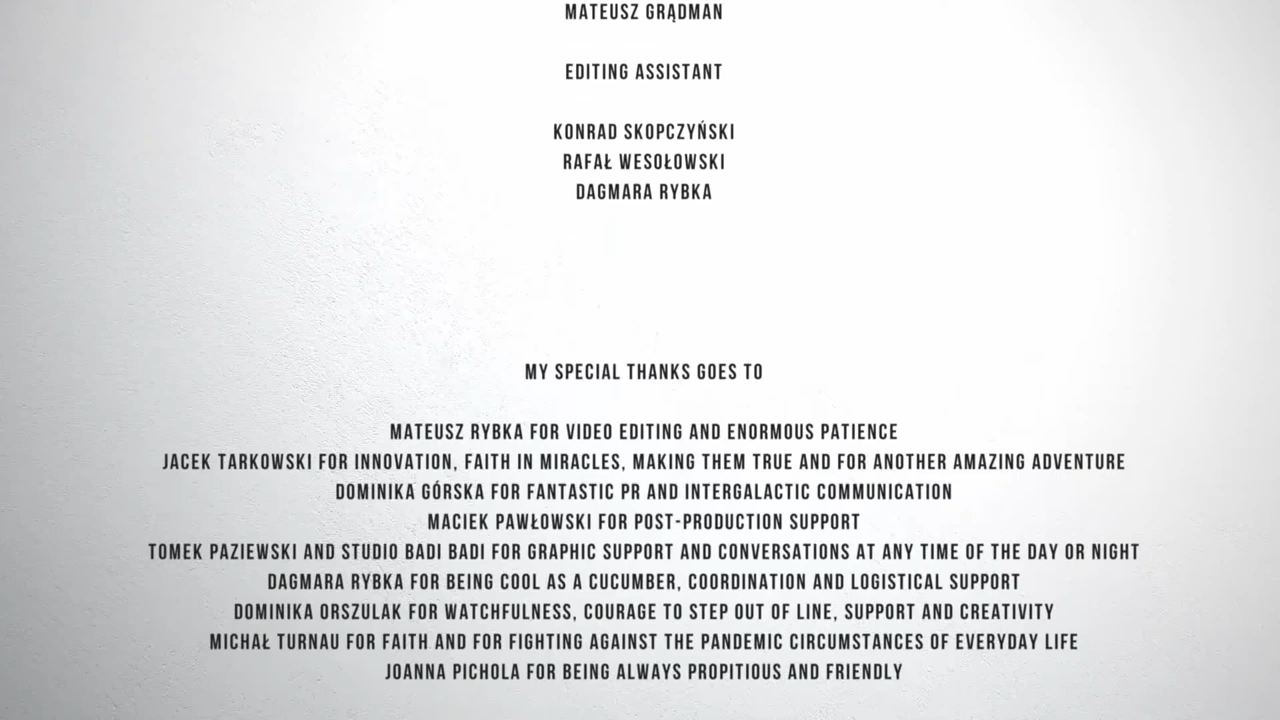 MATEUSZ GRĄDMAN
EDITING ASSISTANT
KONRAD SKOPCZYŃSKI
RAFAŁ WESOŁOWSKI
DAGMARA RYBKA
MY SPECIAL THANKS GOES TO
MATEUSZ RYBKA FOR VIDEO EDITING AND ENORMOUS PATIENCE
JACEK TARKOWSKI FOR INNOVATION, FAITH IN MIRACLES, MAKING THEM TRUE AND FOR ANOTHER AMAZING ADVENTURE
DOMINIKA GÓRSKA FOR FANTASTIC PR AND INTERGALACTIC COMMUNICATION
MACIEK PAWŁOWSKI FOR POST-PRODUCTION SUPPORT
TOMEK PAZIEWSKI AND STUDIO BADI BADI FOR GRAPHIC SUPPORT AND CONVERSATIONS AT ANY TIME OF THE DAY OR NIGHT
DAGMARA RYBKA FOR BEING COOL AS A CUCUMBER, COORDINATION AND LOGISTICAL SUPPORT
DOMINIKA ORSZULAK FOR WATCHFULNESS, COURAGE TO STEP OUT OF LINE, SUPPORT AND CREATIVITY
MICHAŁ TURNAU FOR FAITH AND FOR FIGHTING AGAINST THE PANDEMIC CIRCUMSTANCES OF EVERYDAY LIFE
JOANNA PICHOLA FOR BEING ALWAYS PROPITIOUS AND FRIENDLY